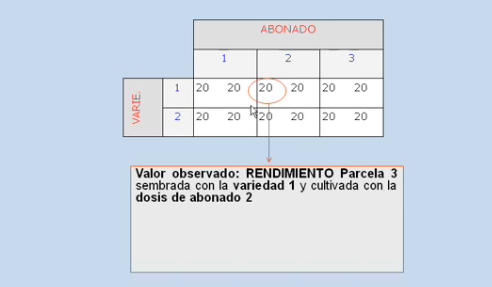 ABONADO
1 2 3
VARIE.
1 20 20 20 20 20 20
2 20 20 20 20 20 20
Valor observado: RENDIMIENTO Parcela 3
sembrada con la variedad 1 y cultivada con la
dosis de abonado 2